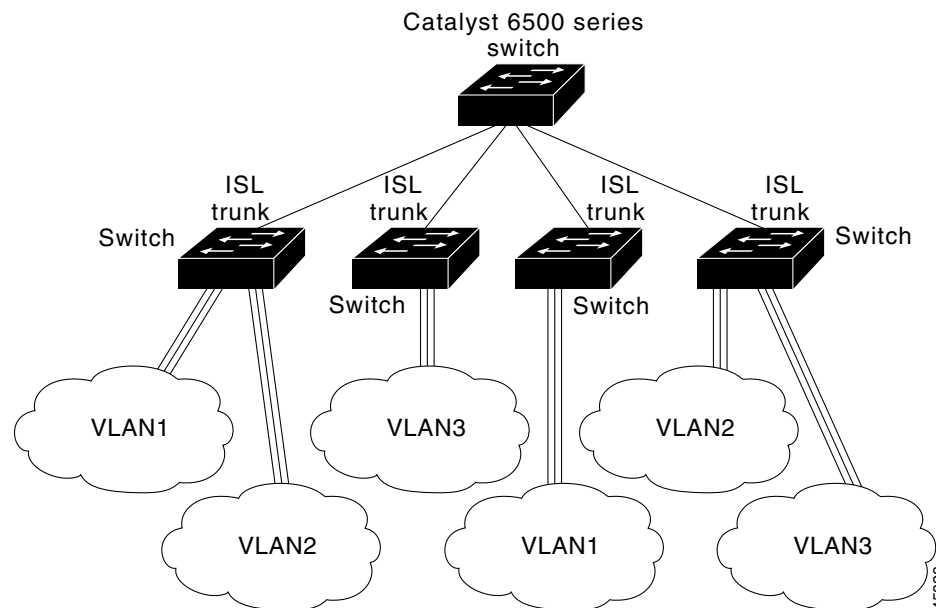 Catalyst 6500 series
switch
ISL
trunk
ISL
trunk
ISL
trunk
ISL
trunk
Switch
Switch
Switch
Switch
VLAN1
VLAN3
VLAN2
VLAN2
VLAN1
VLAN3